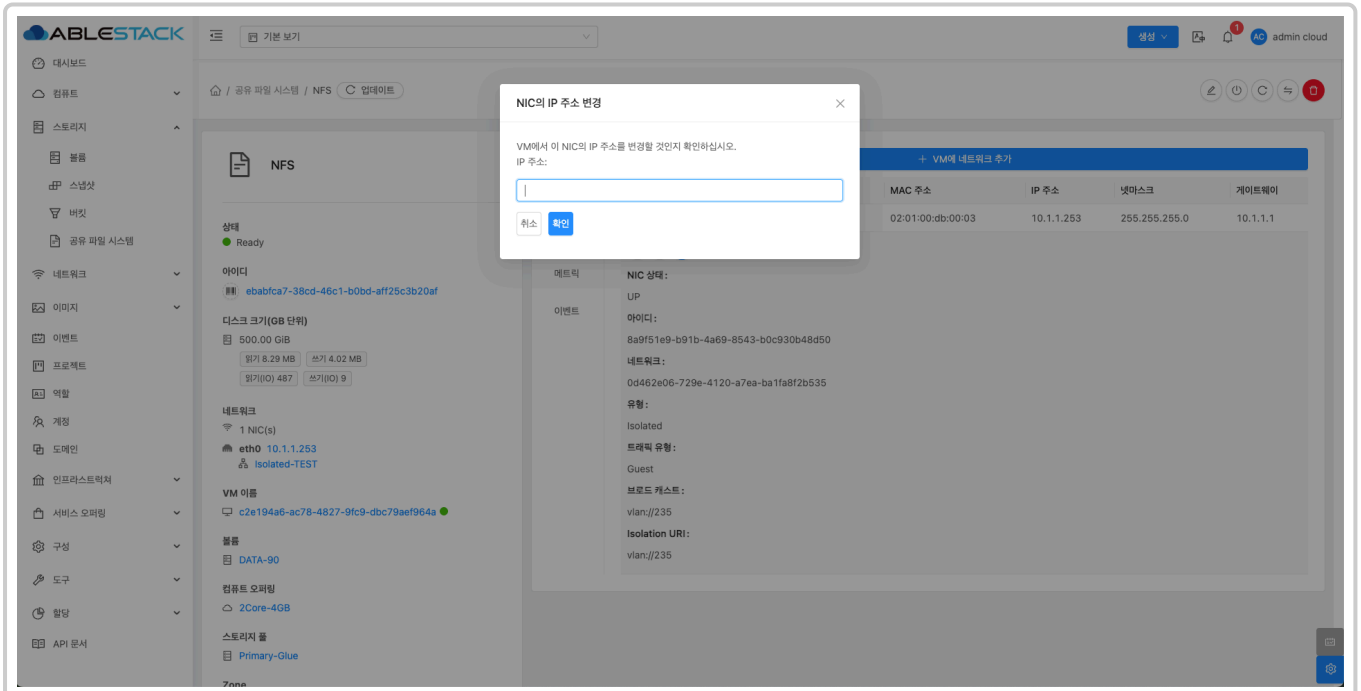 ABLESTACK
기본 보기
생성
1
AC
admin cloud
대시보드
컴퓨트
스토리지
볼륨
스냅샷
버킷
공유 파일 시스템
네트워크
이미지
이벤트
프로젝트
역할
계정
도메인
인프라스트럭쳐
서비스 오퍼링
구성
도구
할당
API 문서
/ 공유 파일 시스템 / NFS
업데이트
NFS
상태
Ready
아이디
ebabfca7-38cd-46c1-b0bd-aff25c3b20af
디스크 크기(GB 단위)
500.00 GiB
읽기 8.29 MB
쓰기 4.02 MB
읽기(IO) 487
쓰기(IO) 9
네트워크
1 NIC(s)
eth0 10.1.1.253
Isolated-TEST
VM 이름
c2e194a6-ac78-4827-9fc9-dbc79aef964a
볼륨
DATA-90
컴퓨트 오퍼링
2Core-4GB
스토리지 풀
Primary-Glue
Zone
NIC의 IP 주소 변경
VM에서 이 NIC의 IP 주소를 변경할 것인지 확인하십시오.
IP 주소:
취소
확인
+ VM에 네트워크 추가
MAC 주소
IP 주소
넷마스크
게이트웨이
02:01:00:db:00:03
10.1.1.253
255.255.255.0
10.1.1.1
메트릭
이벤트
NIC 상태 :
UP
아이디 :
8a9f51e9-b91b-4a69-8543-b0c930b48d50
네트워크 :
0d462e06-729e-4120-a7ea-ba1fa8f2b535
유형 :
Isolated
트래픽 유형 :
Guest
브로드 캐스트 :
vlan://235
Isolation URI :
vlan://235